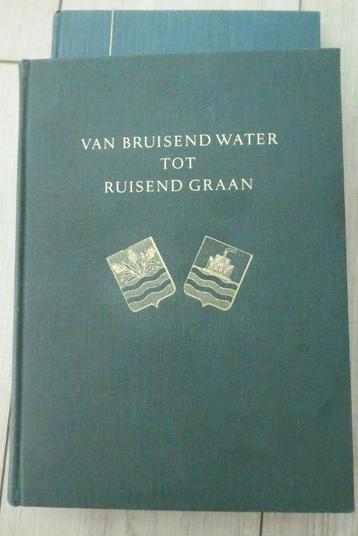 VAN BRUISEND WATER
TOT
RUISEND GRAAN